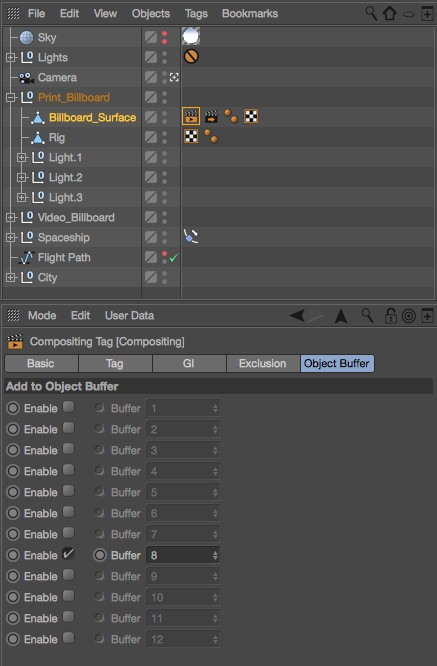 File Edit View Objects Tags Bookmarks
Sky
Lights
Camera
Print_Billboard
Billboard_Surface
Rig
Light.1
Light.2
Light.3
Video_Billboard
Spaceship
Flight Path
City
Mode Edit User Data
Compositing Tag [Compositing]
Basic Tag GI Exclusion Object Buffer
Add to Object Buffer
Enable Buffer 1
Enable Buffer 2
Enable Buffer 3
Enable Buffer 4
Enable Buffer 5
Enable Buffer 6
Enable Buffer 7
Enable Buffer 8
Enable Buffer 9
Enable Buffer 10
Enable Buffer 11
Enable Buffer 12